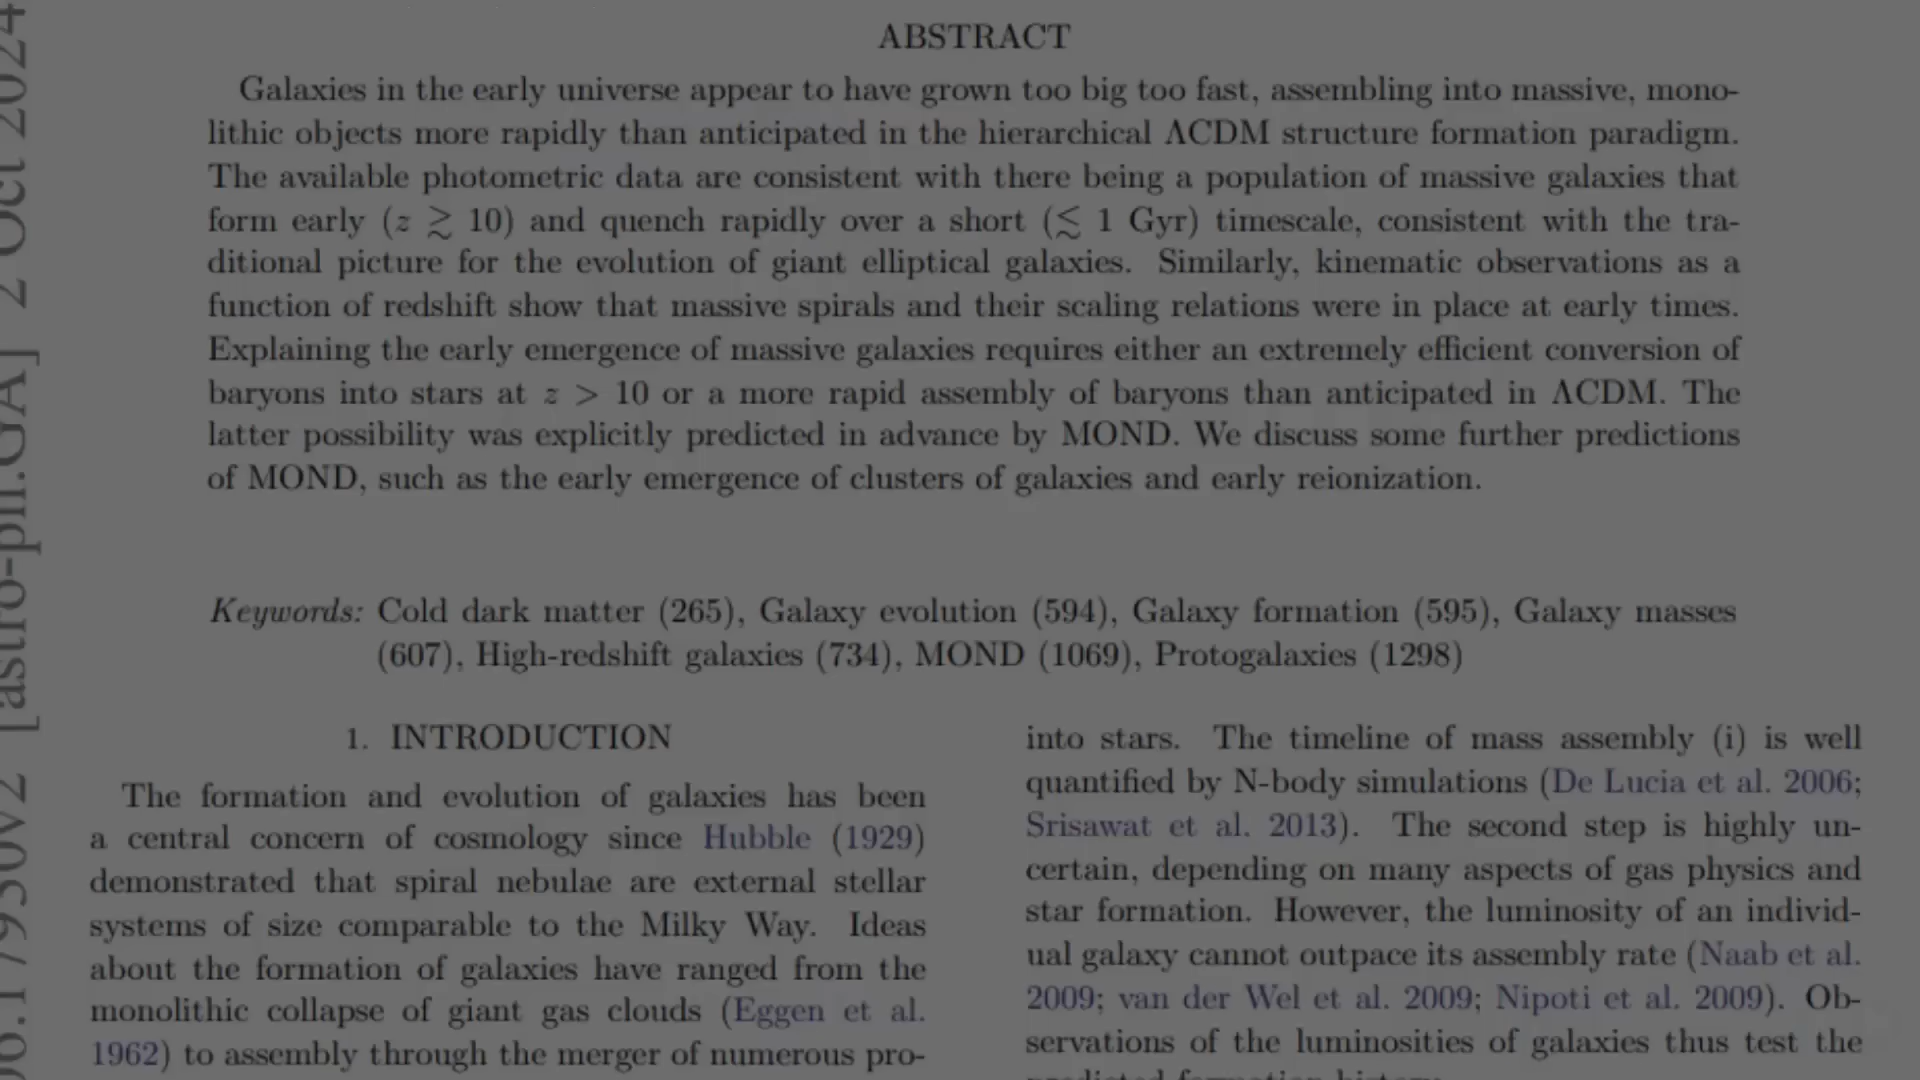 ABSTRACT
Galaxies in the early universe appear to have grown too big too fast, assembling into massive, mono-
lithic objects more rapidly than anticipated in the hierarchical ΛCDM structure formation paradigm.
The available photometric data are consistent with there being a population of massive galaxies that
form early (z ≳ 10) and quench rapidly over a short (≲ 1 Gyr) timescale, consistent with the tra-
ditional picture for the evolution of giant elliptical galaxies. Similarly, kinematic observations as a
function of redshift show that massive spirals and their scaling relations were in place at early times.
Explaining the early emergence of massive galaxies requires either an extremely efficient conversion of
baryons into stars at z > 10 or a more rapid assembly of baryons than anticipated in ΛCDM. The
latter possibility was explicitly predicted in advance by MOND. We discuss some further predictions
of MOND, such as the early emergence of clusters of galaxies and early reionization.
Keywords: Cold dark matter (265), Galaxy evolution (594), Galaxy formation (595), Galaxy masses
(607), High-redshift galaxies (734), MOND (1069), Protogalaxies (1298)
1. INTRODUCTION
The formation and evolution of galaxies has been
a central concern of cosmology since Hubble (1929)
demonstrated that spiral nebulae are external stellar
systems of size comparable to the Milky Way. Ideas
about the formation of galaxies have ranged from the
monolithic collapse of giant gas clouds (Eggen et al.
1962) to assembly through the merger of numerous pro-
into stars. The timeline of mass assembly (i) is well
quantified by N-body simulations (De Lucia et al. 2006;
Srisawat et al. 2013). The second step is highly un-
certain, depending on many aspects of gas physics and
star formation. However, the luminosity of an individ-
ual galaxy cannot outpace its assembly rate (Naab et al.
2009; van der Wel et al. 2009; Nipoti et al. 2009). Ob-
servations of the luminosities of galaxies thus test the
[astro-ph.GA] 2 Oct 2024